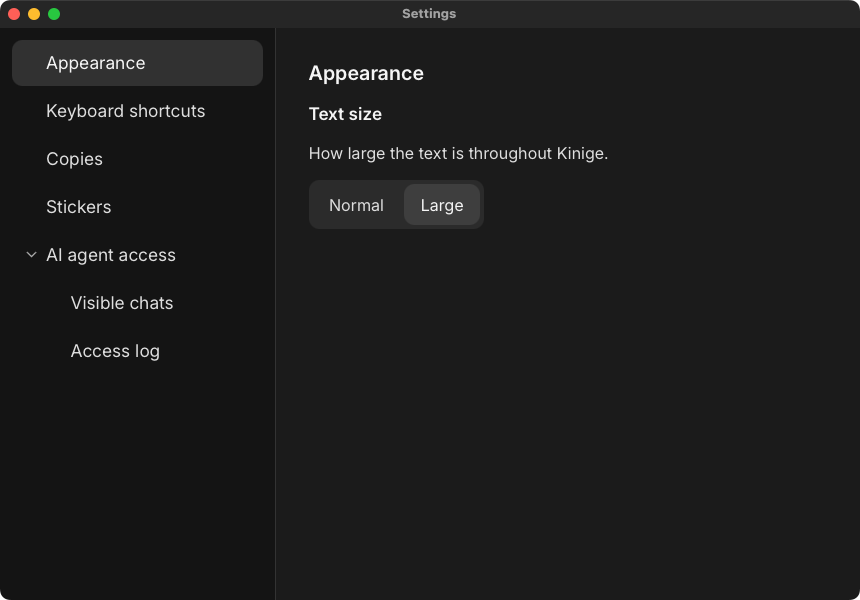 Settings
Appearance
Keyboard shortcuts
Copies
Stickers
AI agent access
Visible chats
Access log
Appearance
Text size
How large the text is throughout Kinige.
Normal
Large